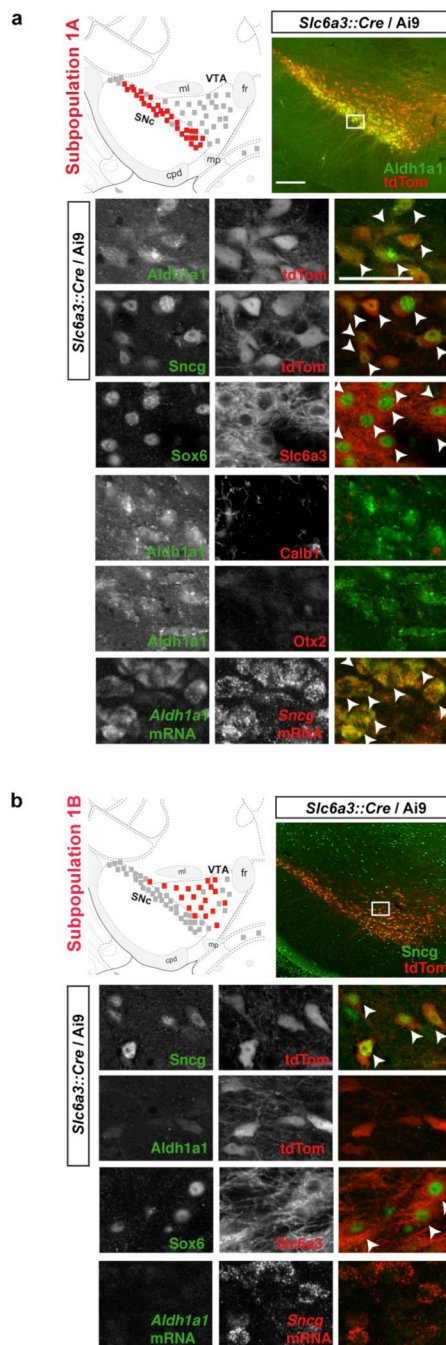 a
Subpopulation 1A
VTA
ml
fr
SNc
mp
cpd
Slc6a3::Cre / Ai9
Aldh1a1
tdTom
Slc6a3::Cre / Ai9
Aldh1a1
tdTom
Sncg
tdTom
Sox6
Slc6a3
Aldh1a1
Calb1
Aldh1a1
Otx2
Aldh1a1
mRNA
Sncg
mRNA
b
Subpopulation 1B
VTA
ml
fr
SNc
mp
cpd
Slc6a3::Cre / Ai9
Sncg
tdTom
Slc6a3::Cre / Ai9
Sncg
tdTom
Aldh1a1
tdTom
Sox6
Slc6a3
Aldh1a1
mRNA
Sncg
mRNA